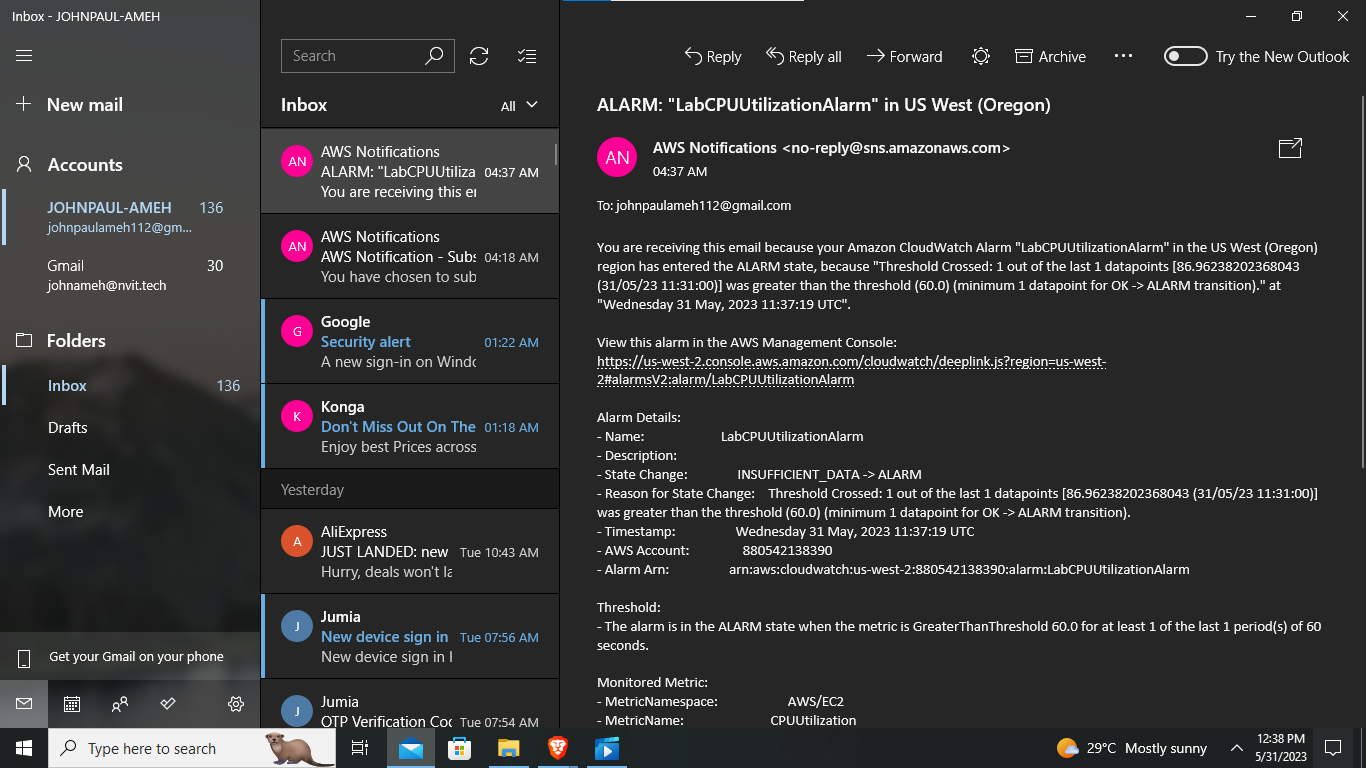 Inbox - JOHNPAUL-AMEH
Search
Reply
Reply all
Forward
Archive
Try the New Outlook
New mail
Accounts
JOHNPAUL-AMEH 136
johnpaulameh112@gm...
Gmail 30
johnameh@nvit.tech
Folders
Inbox 136
Drafts
Sent Mail
More
Get your Gmail on your phone
Inbox
All
AN
AWS Notifications
ALARM: "LabCPUUtiliza 04:37 AM
You are receiving this er
AN
AWS Notifications
AWS Notification - Subs 04:18 AM
You have chosen to sub
G
Google
Security alert 01:22 AM
A new sign-in on Windo
K
Konga
Don't Miss Out On The 01:18 AM
Enjoy best Prices across
Yesterday
A
AliExpress
JUST LANDED: new Tue 10:43 AM
Hurry, deals won't la
J
Jumia
New device sign in Tue 07:56 AM
New device sign in
J
Jumia
OTP Verification Coc Tue 07:54 AM
ALARM: "LabCPUUtilizationAlarm" in US West (Oregon)
AN
AWS Notifications <no-reply@sns.amazonaws.com>
04:37 AM
To: johnpaulameh112@gmail.com
You are receiving this email because your Amazon CloudWatch Alarm "LabCPUUtilizationAlarm" in the US West (Oregon)
region has entered the ALARM state, because "Threshold Crossed: 1 out of the last 1 datapoints [86.96238202368043
(31/05/23 11:31:00)] was greater than the threshold (60.0) (minimum 1 datapoint for OK -> ALARM transition)." at
"Wednesday 31 May, 2023 11:37:19 UTC".
View this alarm in the AWS Management Console:
https://us-west-2.console.aws.amazon.com/cloudwatch/deeplink.js?region=us-west-
2#alarmsV2:alarm/LabCPUUtilizationAlarm
Alarm Details:
- Name: LabCPUUtilizationAlarm
- Description:
- State Change: INSUFFICIENT_DATA -> ALARM
- Reason for State Change: Threshold Crossed: 1 out of the last 1 datapoints [86.96238202368043 (31/05/23 11:31:00)]
was greater than the threshold (60.0) (minimum 1 datapoint for OK -> ALARM transition).
- Timestamp: Wednesday 31 May, 2023 11:37:19 UTC
- AWS Account: 880542138390
- Alarm Arn: arn:aws:cloudwatch:us-west-2:880542138390:alarm:LabCPUUtilizationAlarm
Threshold:
- The alarm is in the ALARM state when the metric is GreaterThanThreshold 60.0 for at least 1 of the last 1 period(s) of 60
seconds.
Monitored Metric:
- MetricNamespace: AWS/EC2
- MetricName: CPUUtilization
Type here to search
29°C Mostly sunny
12:38 PM
5/31/2023